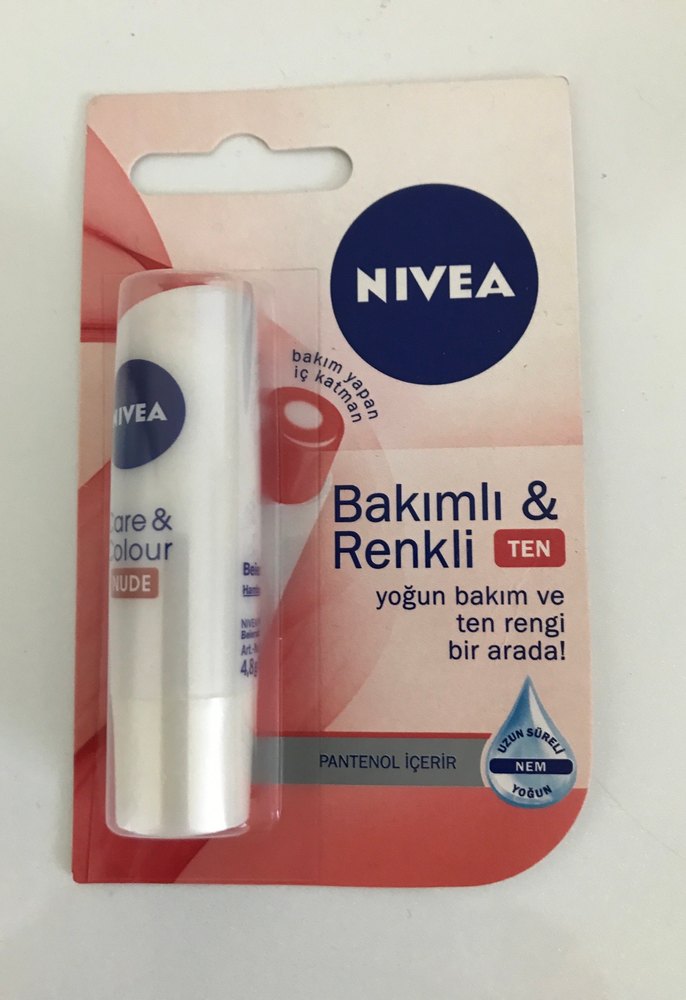 NIVEA
bakım yapan
iç katman
Bakımlı &
Renkli TEN
yoğun bakım ve
ten rengi
bir arada!
PANTENOL İÇERİR
UZUN SÜRELİ
NEM
YOĞUN
NIVEA
Care &
Colour
NUDE
4,8